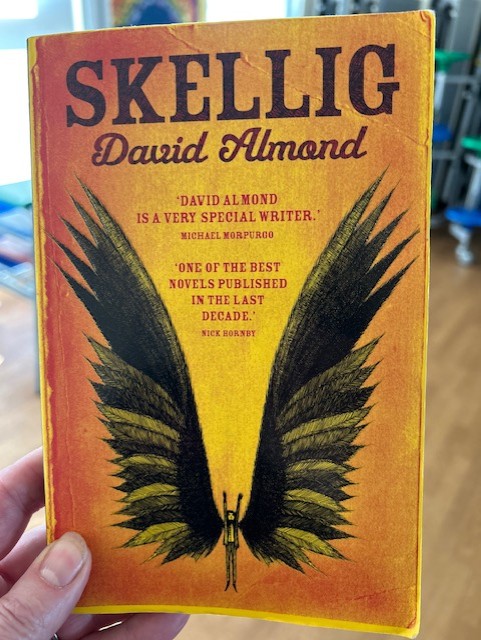 SKELLIG
David Almond
‘DAVID ALMOND
IS A VERY SPECIAL WRITER.’
MICHAEL MORPURGO
‘ONE OF THE BEST
NOVELS PUBLISHED
IN THE LAST
DECADE.’
NICK HORNBY